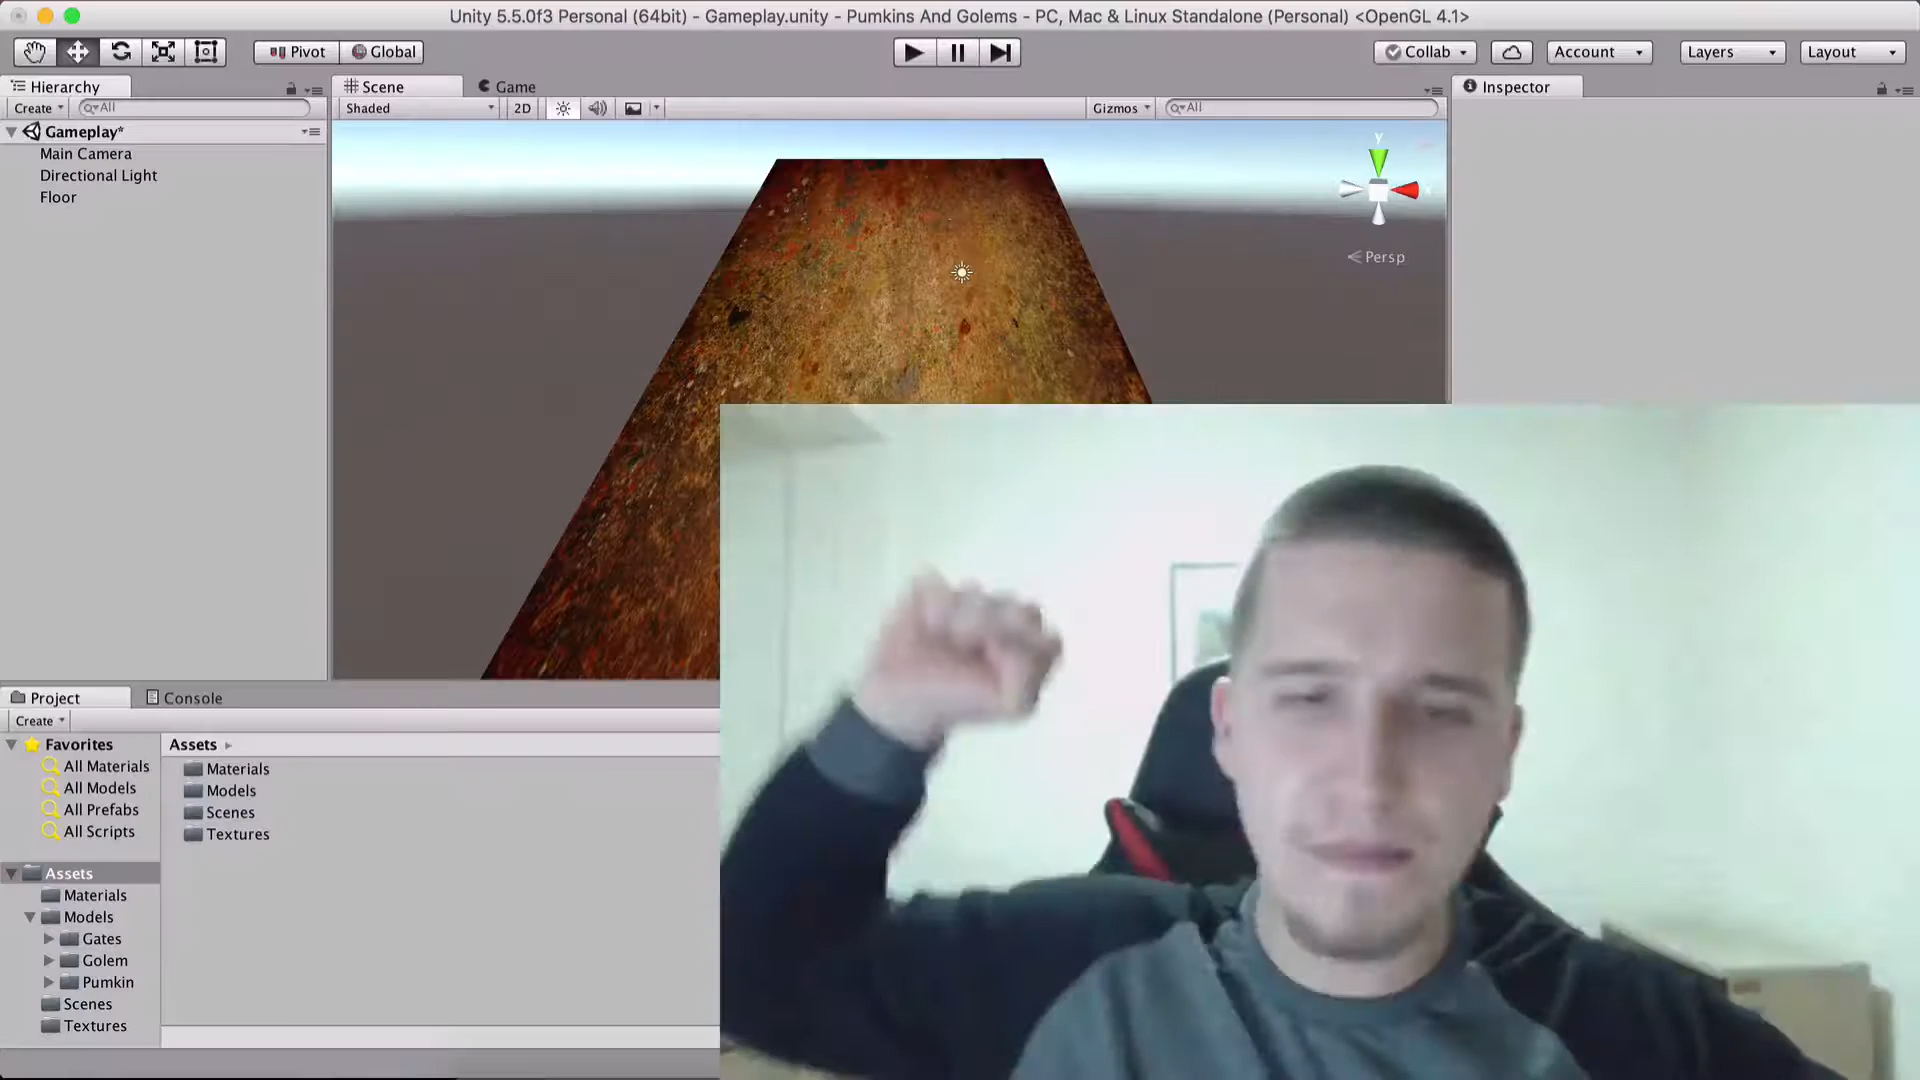 Unity 5.5.0f3 Personal (64bit) - Gameplay.unity - Pumkins And Golems - PC, Mac & Linux Standalone (Personal) <OpenGL 4.1>
Pivot Global Collab Account Layers Layout
Hierarchy Scene Game Inspector
Create All Shaded 2D Gizmos All
Gameplay*
Main Camera
Directional Light
Floor
y
Persp
Project Console
Create
Favorites
All Materials
All Models
All Prefabs
All Scripts
Assets
Materials
Models
Gates
Golem
Pumkin
Scenes
Textures
Assets
Materials
Models
Scenes
Textures